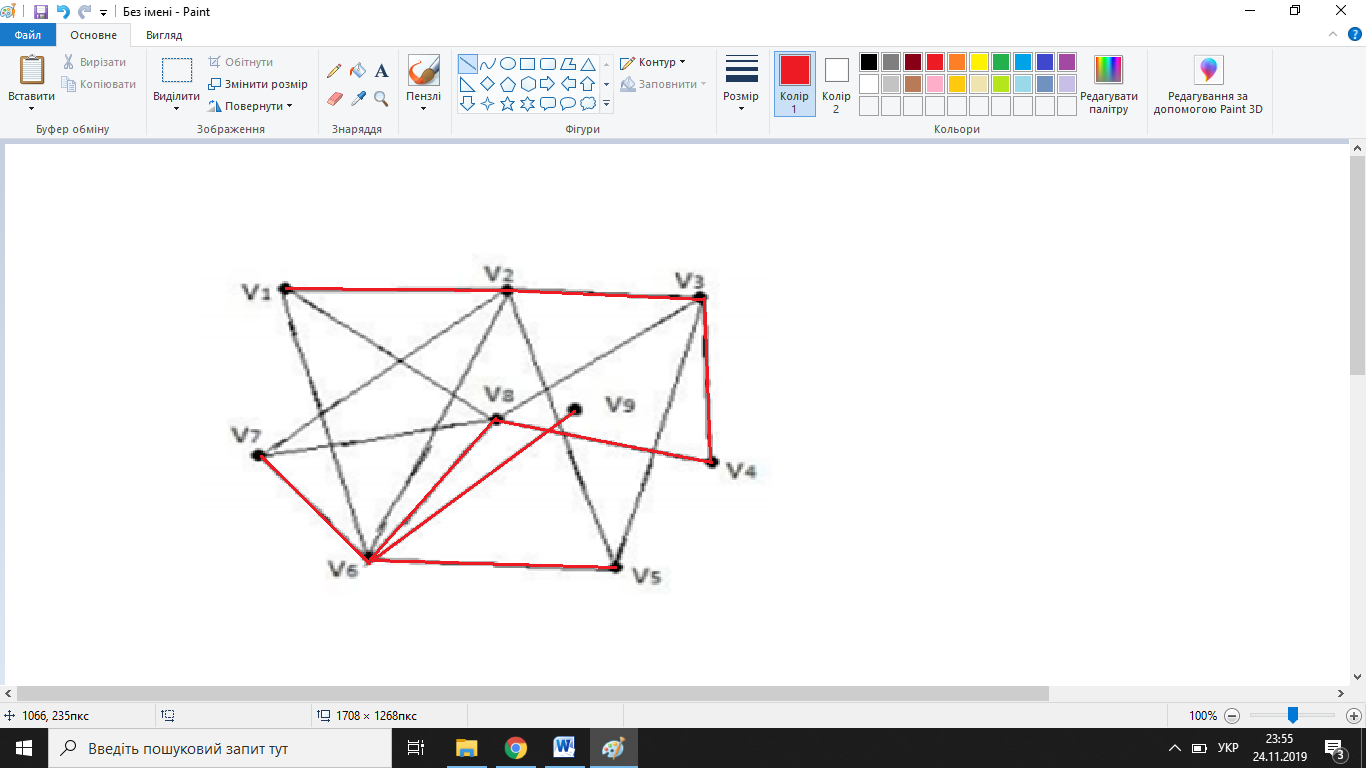 Без імені - Paint
Файл Основне Вигляд
Вставити
Вирізати
Копіювати
Буфер обміну
Виділити
Обітнути
Змінити розмір
Повернути
Зображення
A
Знаряддя
Пензлі
Контур
Заповнити
Фігури
Розмір
Колір
1
Колір
2
Кольори
Редагувати
палітру
Редагування за
допомогою Paint 3D
V1
V2
V3
V8
V9
V7
V4
V6
V5
1066, 235пкс
1708 × 1268пкс
100%
Введіть пошуковий запит тут
W
УКР
23:55
24.11.2019
3